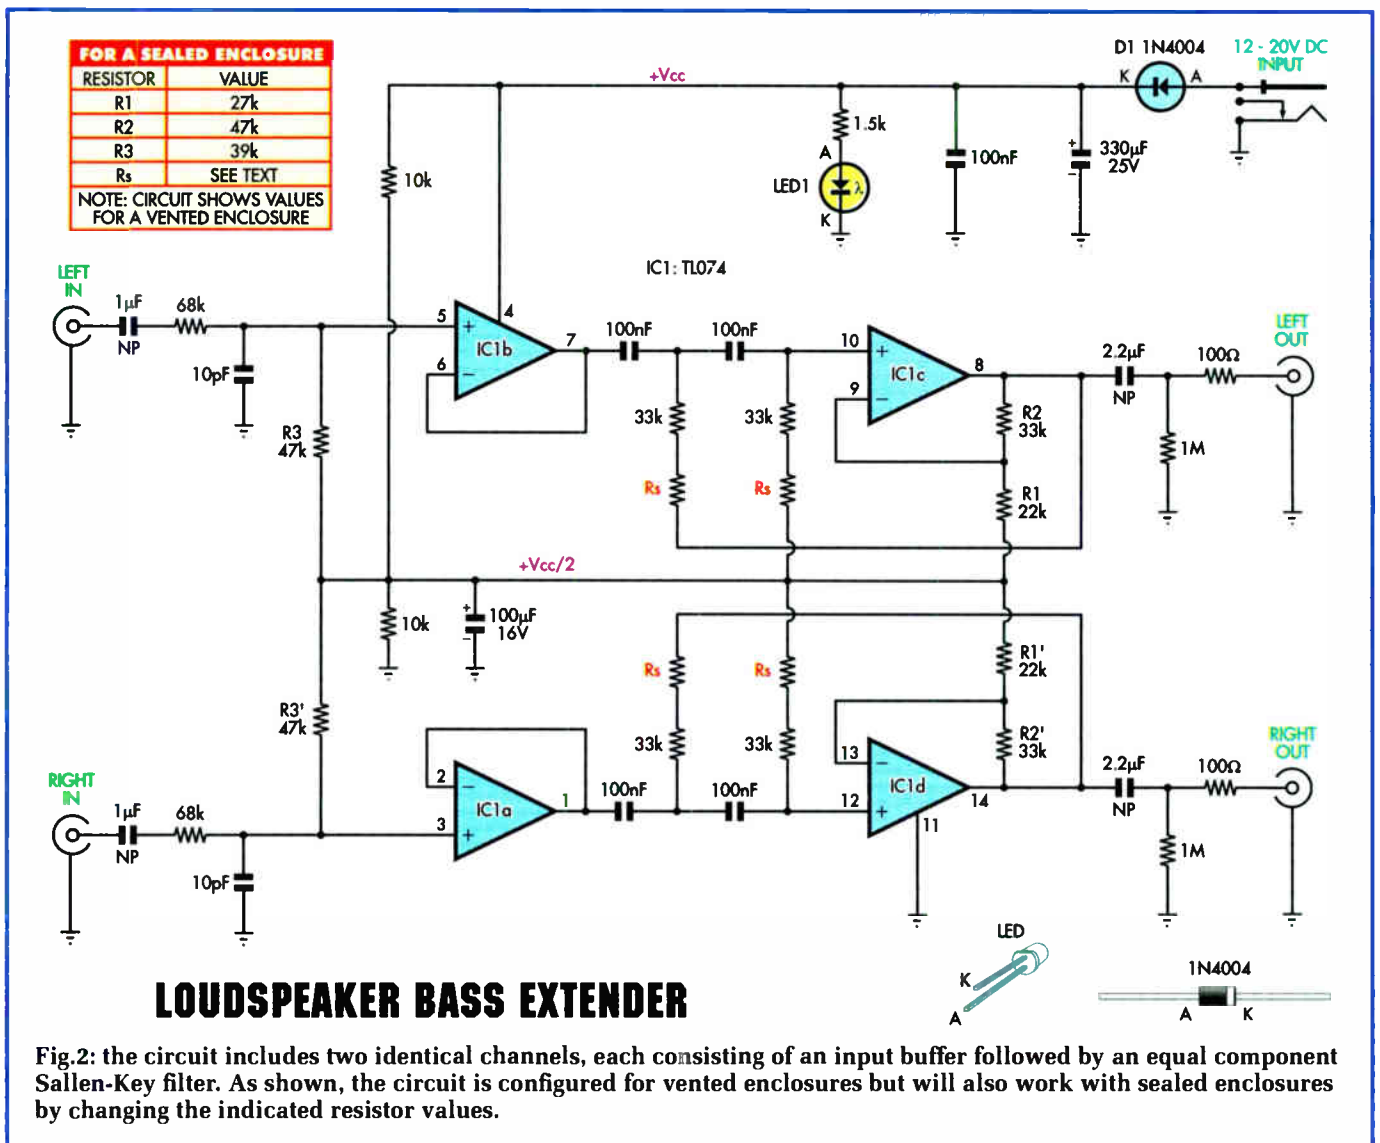 FOR A SEALED ENCLOSURE
RESISTOR VALUE
R1 27k
R2 47k
R3 39k
Rs SEE TEXT
NOTE: CIRCUIT SHOWS VALUES
FOR A VENTED ENCLOSURE
D1 1N4004
K A
12 - 20V DC
INPUT
+Vcc
10k
1.5k
A
LED1
λ
K
100nF
+
330µF
25V
-
IC1: TL074
LEFT
IN
1µF
NP
68k
10pF
R3
47k
5
+
4
IC1b
6
-
7
100nF
100nF
33k
33k
Rs
Rs
10
+
IC1c
9
-
8
R2
33k
R1
22k
2.2µF
NP
100Ω
1M
LEFT
OUT
+Vcc/2
10k
+
100µF
16V
-
R3'
47k
Rs
Rs
33k
33k
R1'
22k
R2'
33k
RIGHT
IN
1µF
NP
68k
10pF
2
-
IC1a
3
+
1
100nF
100nF
13
-
IC1d
12
+
14
11
2.2µF
NP
100Ω
1M
RIGHT
OUT
LED
K
A
1N4004
A K
LOUDSPEAKER BASS EXTENDER
Fig.2: the circuit includes two identical channels, each consisting of an input buffer followed by an equal component
Sallen-Key filter. As shown, the circuit is configured for vented enclosures but will also work with sealed enclosures
by changing the indicated resistor values.